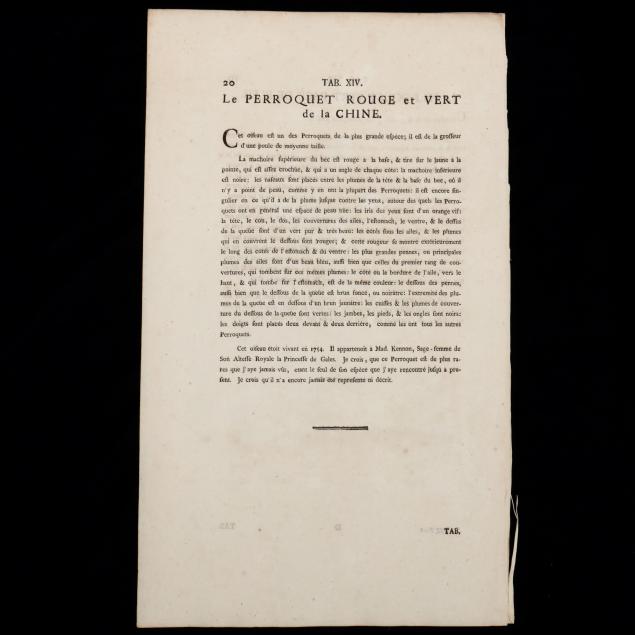 20 TAB. XIV.
Le PERROQUET ROUGE et VERT
de la CHINE.
Cet oiseau est un des Perroquets de la plus grande espèce; il est de la grosseur
d'une poule de moyenne taille.
La machoire supérieure du bec est rouge a la base, & tire sur le jaune à la
pointe, qui est assez crochüe, & qui a un angle de chaque côté: la machoire inférieure
est noire: les naseaux sont placés entre les plumes de la tête & la base du bec, où il
n'y a point de peau, comme y en ont la plupart des Perroquets: il est encore sin-
gulier en ce qu'il a de la plume jusque contre les yeux, autour des quels les Perroquets
ont en général une espace de peau nüe: les iris des yeux sont d'un orange vif:
la tête, le cou, le dos, les couvertures des ailes, l'estomach, le ventre, & le dessus
de la queüe sont d'un vert pur & très beau: les côtés sous les ailes, & les plumes
qui en couvrent le dessous sont rouges; & cette rougeur se montre extérieurement
le long des côtés de l'estomach & du ventre: les plus grandes pennes, ou principales
plumes des ailes sont d'un beau bleu, aussi bien que celles du premier rang de cou-
vertures, qui tombent sur ces mêmes plumes: le côté ou la bordure de l'aile, vers le
haut, & qui tombe sur l'estomach, est de la même couleur: le dessous des pennes,
aussi bien que le dessous de la queüe est brun foncé, ou noirâtre: l'extremité des plu-
mes de la queüe est en dessous d'un brun jaunâtre: les cuisses & les plumes de couver-
ture du dessous de la queüe sont vertes: les jambes, les pieds, & les ongles sont noirs:
les doigts sont placés deux devant & deux derrière, comme les ont tous les autres
Perroquets.
Cet oiseau étoit vivant en 1754. Il appartenoit à Mad. Kennon, Sage-femme de
Son Altesse Royale la Princesse de Gales. Je crois, que ce Perroquet est de plus ra-
res que j'aye jamais vûs, etant le seul de son espèce que j'aye rencontré jusqu'à pre-
sent. Je crois qu'il n'a encore jamais été representé ni décrit.
TAB.